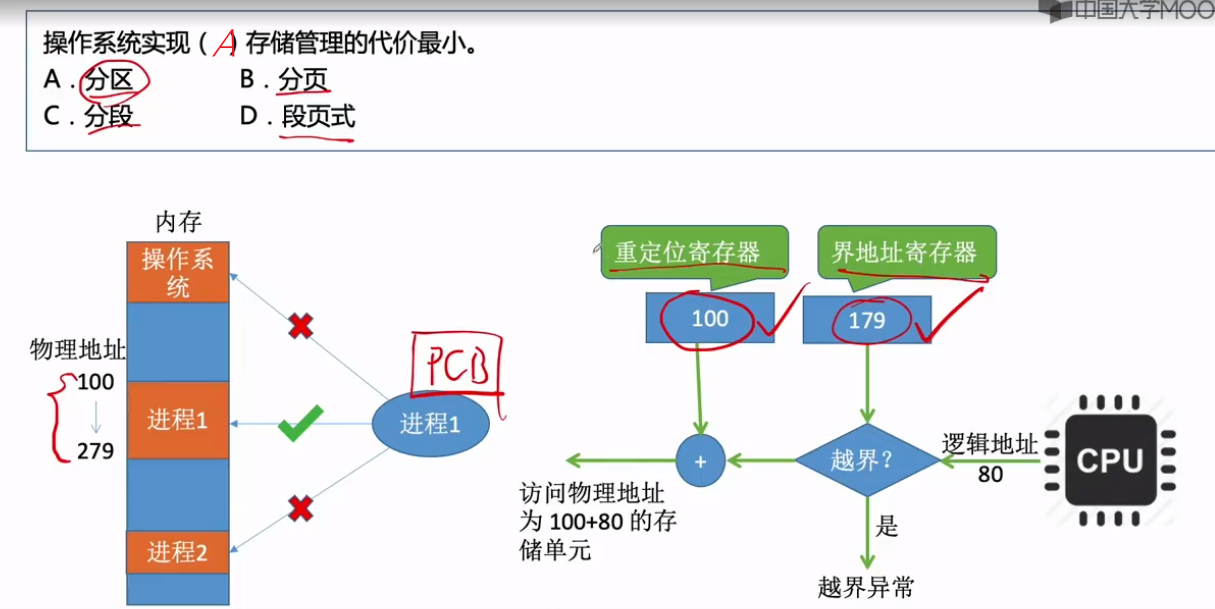 中国大学MOO
操作系统实现（A）存储管理的代价最小。
A．分区 B．分页
C．分段 D．段页式
内存
操作系
统
物理地址
100
279
进程1
进程2
PCB
进程1
重定位寄存器
界地址寄存器
100
179
+
越界？
逻辑地址
80
CPU
访问物理地址
为 100+80 的存
储单元
是
越界异常